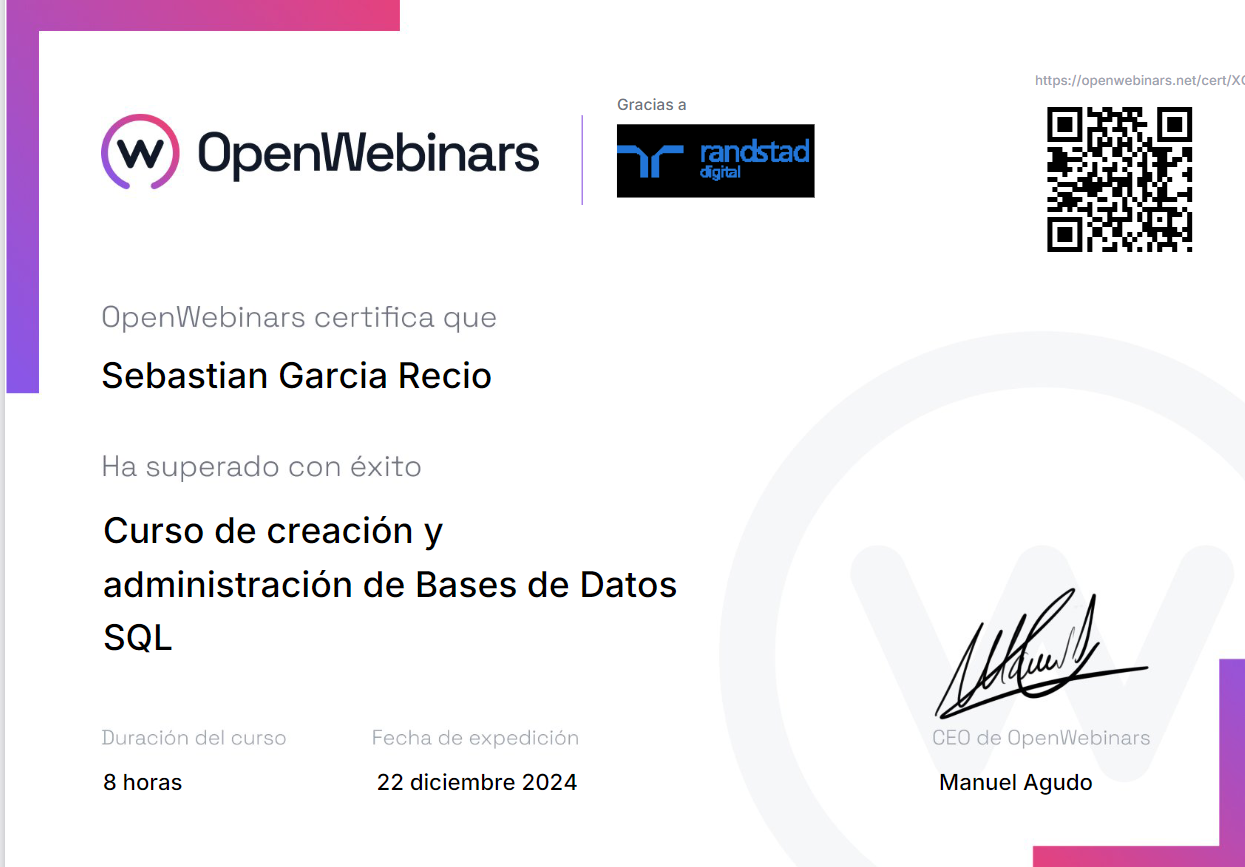 https://openwebinars.net/cert/X
Gracias a
OpenWebinars
randstad
digital
OpenWebinars certifica que
Sebastian Garcia Recio
Ha superado con éxito
Curso de creación y
administración de Bases de Datos
SQL
Duración del curso
Fecha de expedición
CEO de OpenWebinars
8 horas
22 diciembre 2024
Manuel Agudo